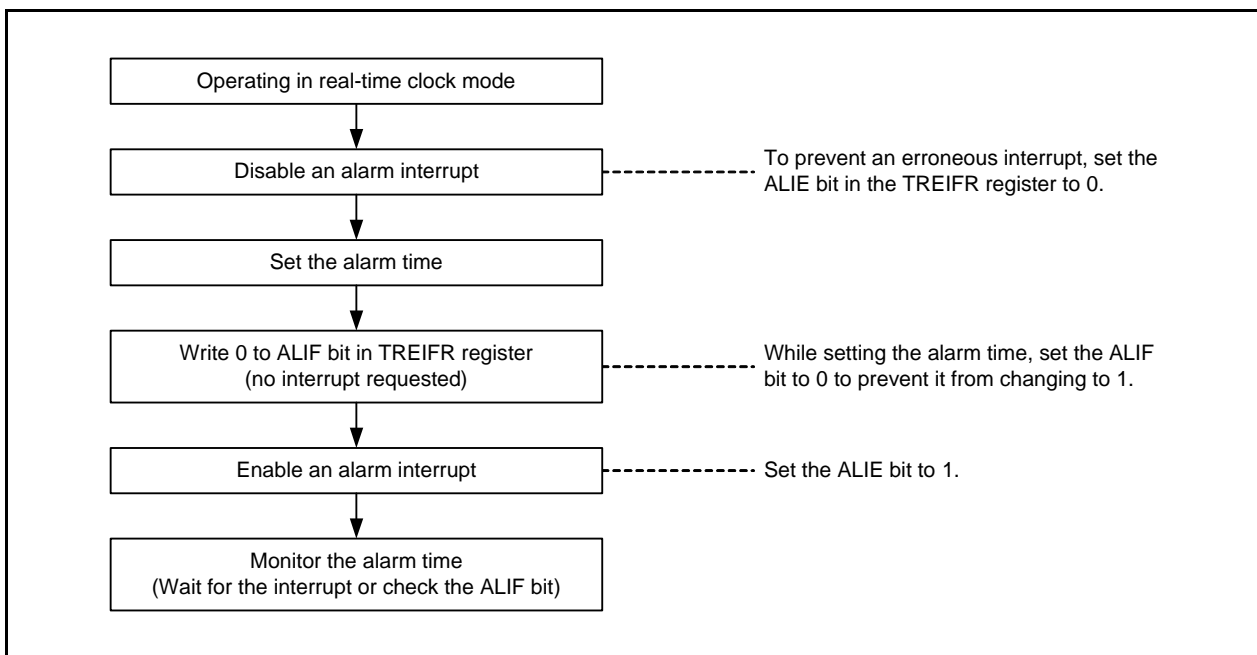 Operating in real-time clock mode
Disable an alarm interrupt
To prevent an erroneous interrupt, set the
ALIE bit in the TREIFR register to 0.
Set the alarm time
Write 0 to ALIF bit in TREIFR register
(no interrupt requested)
While setting the alarm time, set the ALIF
bit to 0 to prevent it from changing to 1.
Enable an alarm interrupt
Set the ALIE bit to 1.
Monitor the alarm time
(Wait for the interrupt or check the ALIF bit)